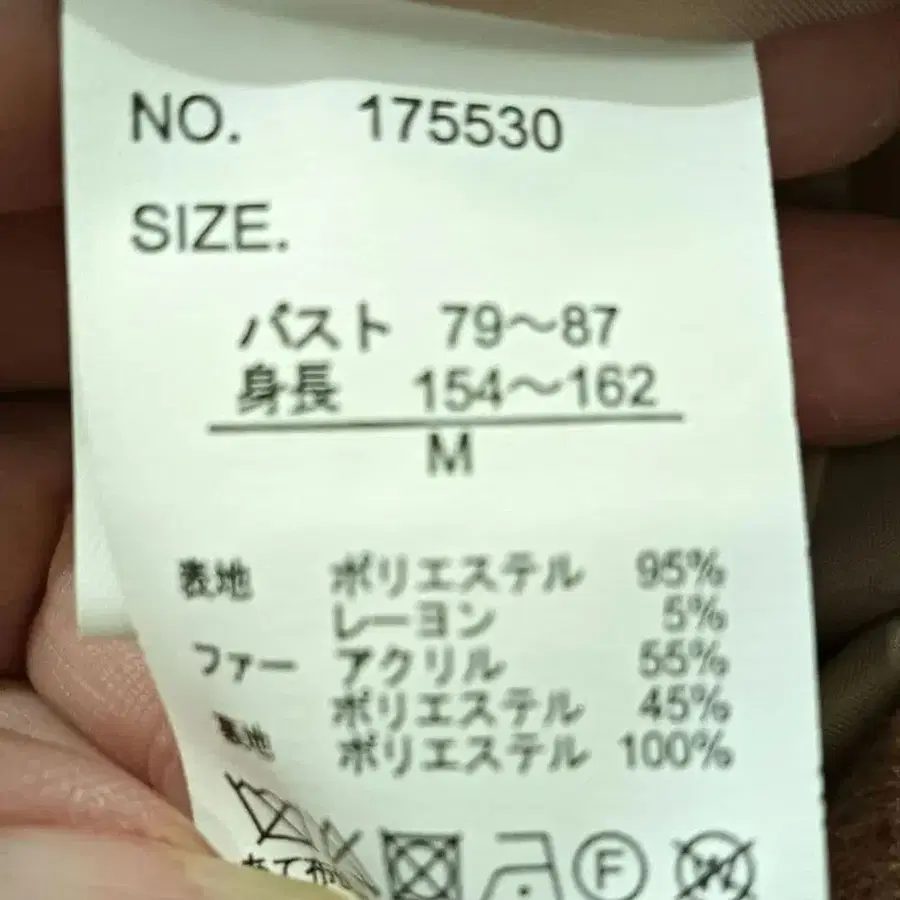 NO. 175530
SIZE.
バスト 79～87
身長 154～162
M
表地 ポリエステル 95%
レーヨン 5%
ファー アクリル 55%
ポリエステル 45%
裏地 ポリエステル 100%
F
W